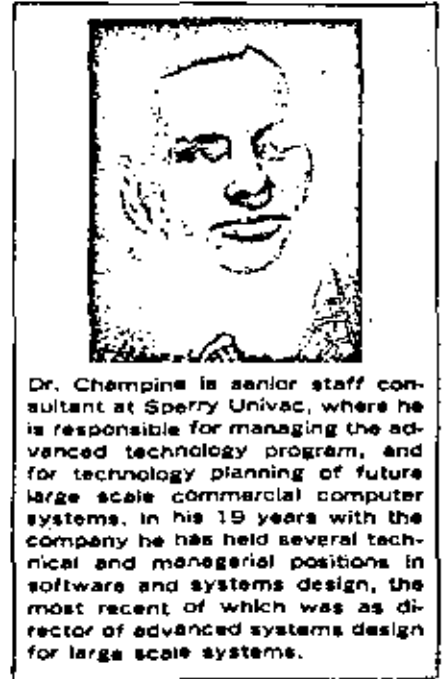 Dr. Champine is senior staff con-
sultant at Sperry Univac, where he
is responsible for managing the ad-
vanced technology program, and
for technology planning of future
large scale commercial computer
systems. In his 19 years with the
company he has held several tech-
nical and managerial positions in
software and systems design, the
most recent of which was as di-
rector of advanced systems design
for large scale systems.